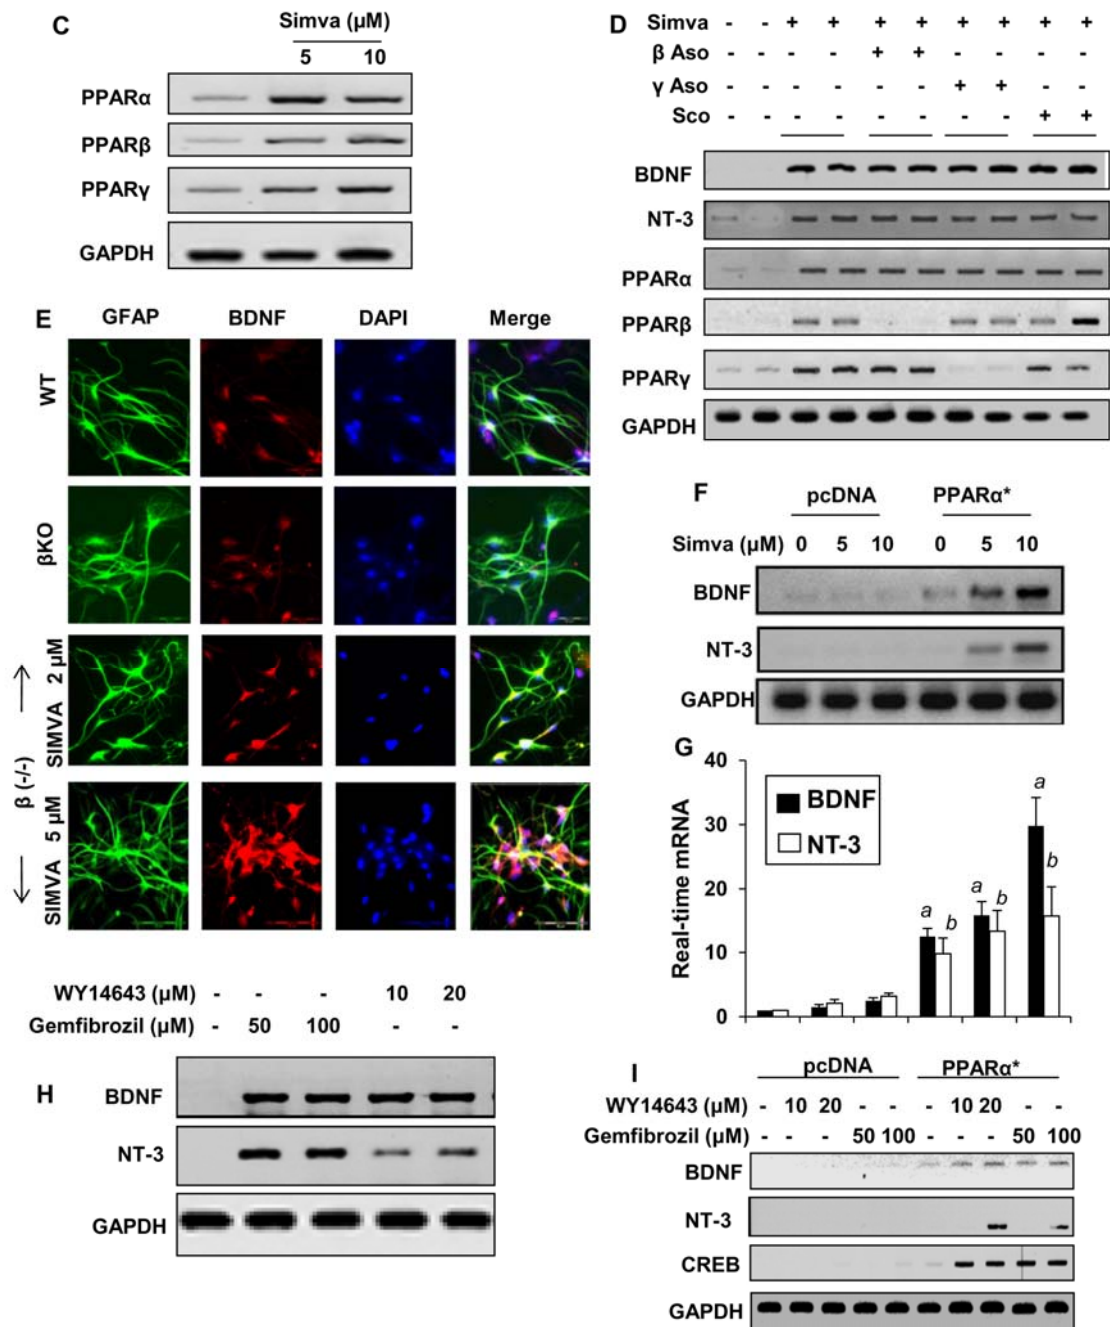 C
Simva (μM)
5 10
PPARα
PPARβ
PPARγ
GAPDH
D
Simva - - + + + + + + + +
β Aso - - - - + + - - - -
γ Aso - - - - - - + + - -
Sco - - - - - - - - + +
BDNF
NT-3
PPARα
PPARβ
PPARγ
GAPDH
E
GFAP BDNF DAPI Merge
WT
βKO
β (-/-)
SIMVA 2 μM
SIMVA 5 μM
F
pcDNA PPARα*
Simva (μM) 0 5 10 0 5 10
BDNF
NT-3
GAPDH
G
Real-time mRNA
40
30
20
10
0
BDNF
NT-3
a b a b a b
H
WY14643 (μM) - - - 10 20
Gemfibrozil (μM) - 50 100 - -
BDNF
NT-3
GAPDH
I
pcDNA PPARα*
WY14643 (μM) - 10 20 - - - 10 20 - -
Gemfibrozil (μM) - - - 50 100 - - - 50 100
BDNF
NT-3
CREB
GAPDH